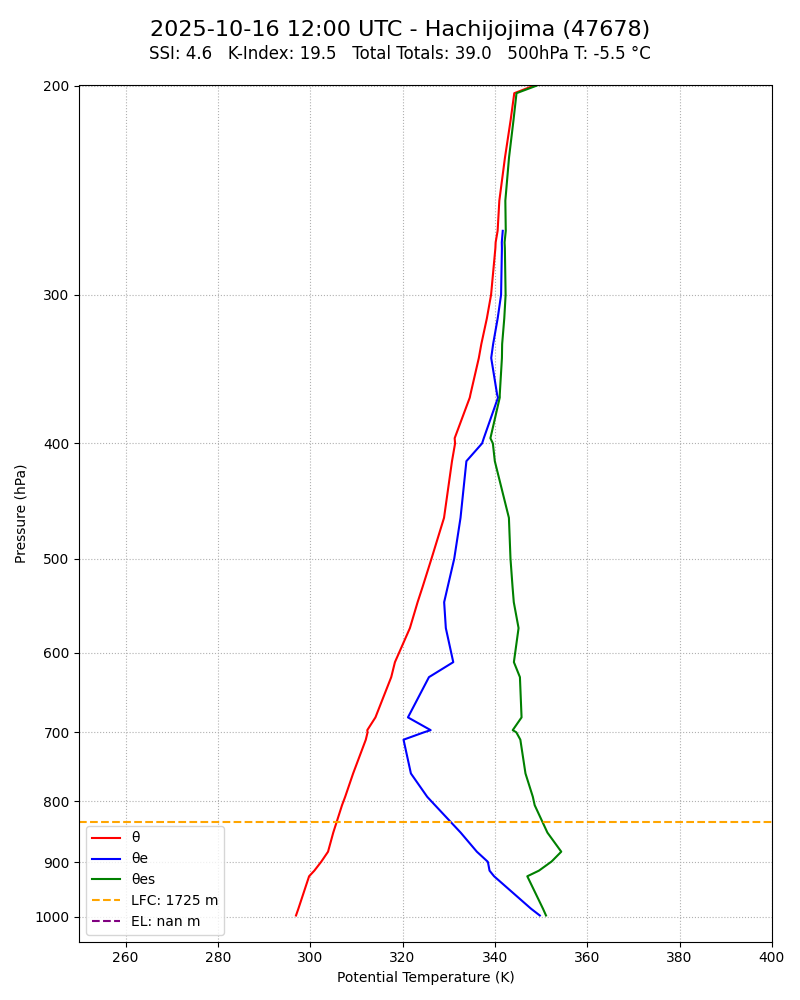 2025-10-16 12:00 UTC - Hachijojima (47678)
SSI: 4.6   K-Index: 19.5   Total Totals: 39.0   500hPa T: -5.5 °C
200
300
400
500
600
700
800
900
1000
Pressure (hPa)
θ
θe
θes
LFC: 1725 m
EL: nan m
260 280 300 320 340 360 380 400
Potential Temperature (K)